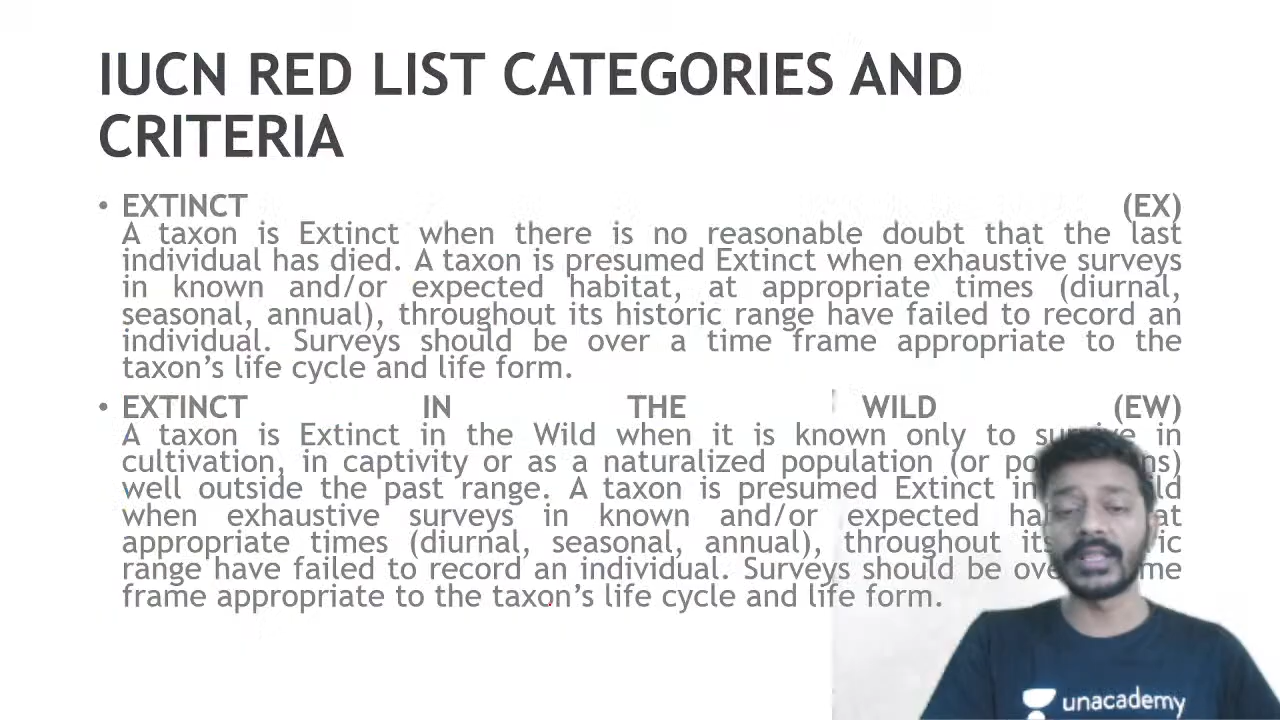 IUCN RED LIST CATEGORIES AND
CRITERIA
• EXTINCT (EX)
A taxon is Extinct when there is no reasonable doubt that the last
individual has died. A taxon is presumed Extinct when exhaustive surveys
in known and/or expected habitat, at appropriate times (diurnal,
seasonal, annual), throughout its historic range have failed to record an
individual. Surveys should be over a time frame appropriate to the
taxon’s life cycle and life form.
• EXTINCT IN THE WILD (EW)
A taxon is Extinct in the Wild when it is known only to in
cultivation, in captivity or as a naturalized population (or
well outside the past range. A taxon is presumed Extinct in
when exhaustive surveys in known and/or expected at
appropriate times (diurnal, seasonal, annual), throughout its
range have failed to record an individual. Surveys should be
frame appropriate to the taxon’s life cycle and life form.
unacademy